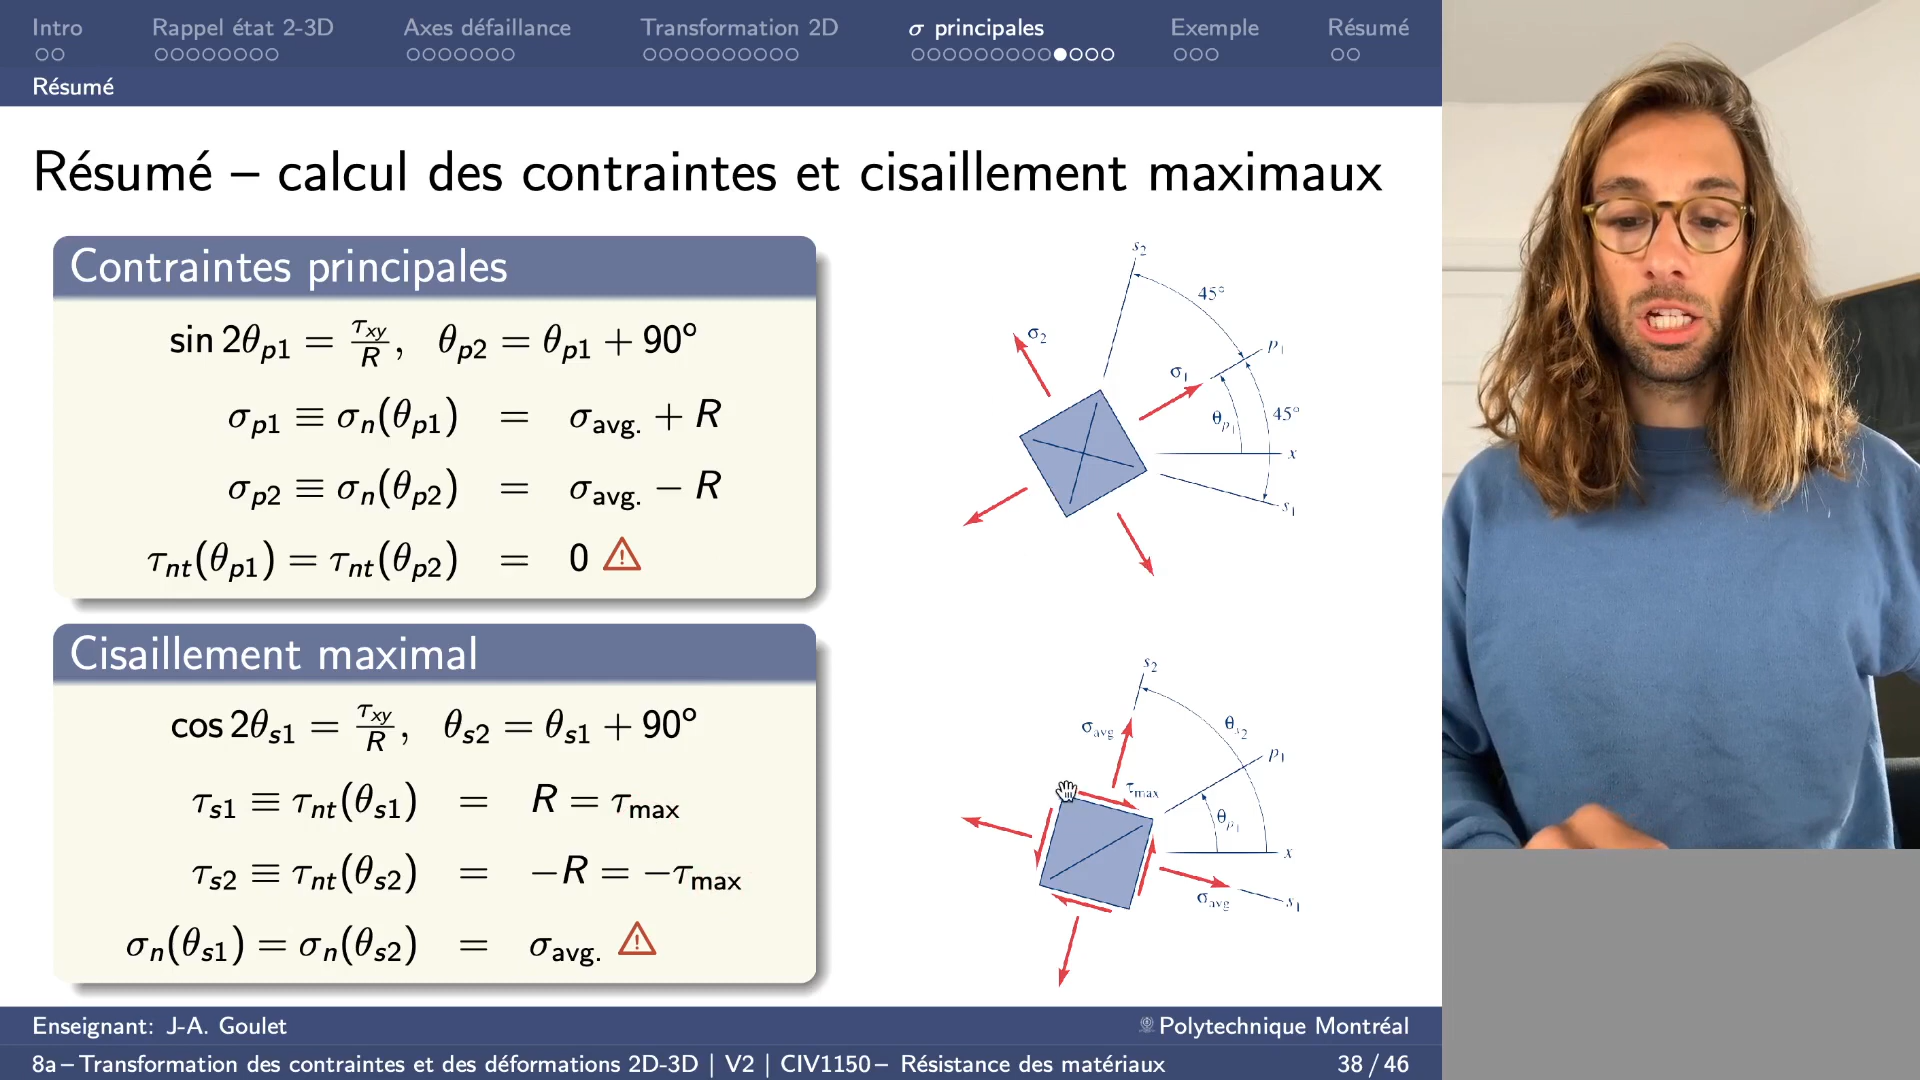 Intro Rappel état 2-3D Axes défaillance Transformation 2D σ principales Exemple Résumé
Résumé
Résumé – calcul des contraintes et cisaillement maximaux
Contraintes principales
sin 2θp1 = τxy/R, θp2 = θp1 + 90°
σp1 ≡ σn(θp1) = σavg. + R
σp2 ≡ σn(θp2) = σavg. − R
τnt(θp1) = τnt(θp2) = 0
s2
45°
σ2
p1
σ1
45°
θp1
x
s1
Cisaillement maximal
cos 2θs1 = τxy/R, θs2 = θs1 + 90°
τs1 ≡ τnt(θs1) = R = τmax
τs2 ≡ τnt(θs2) = −R = −τmax
σn(θs1) = σn(θs2) = σavg.
s2
σavg
θs2
p1
τmax
θp1
x
σavg
s1
Enseignant: J-A. Goulet Polytechnique Montréal
8a – Transformation des contraintes et des déformations 2D-3D | V2 | CIV1150 – Résistance des matériaux 38 / 46